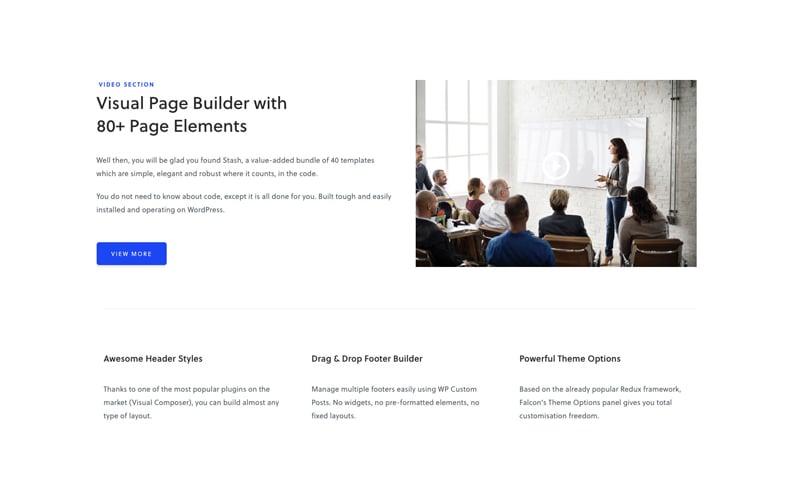 VIDEO SECTION
Visual Page Builder with
80+ Page Elements
Well then, you will be glad you found Stash, a value-added bundle of 40 templates
which are simple, elegant and robust where it counts, in the code.
You do not need to know about code, except it is all done for you. Built tough and easily
installed and operating on WordPress.
VIEW MORE
Awesome Header Styles
Thanks to one of the most popular plugins on the
market (Visual Composer), you can build almost any
type of layout.
Drag & Drop Footer Builder
Manage multiple footers easily using WP Custom
Posts. No widgets, no pre-formatted elements, no
fixed layouts.
Powerful Theme Options
Based on the already popular Redux framework,
Falcon's Theme Options panel gives you total
customisation freedom.